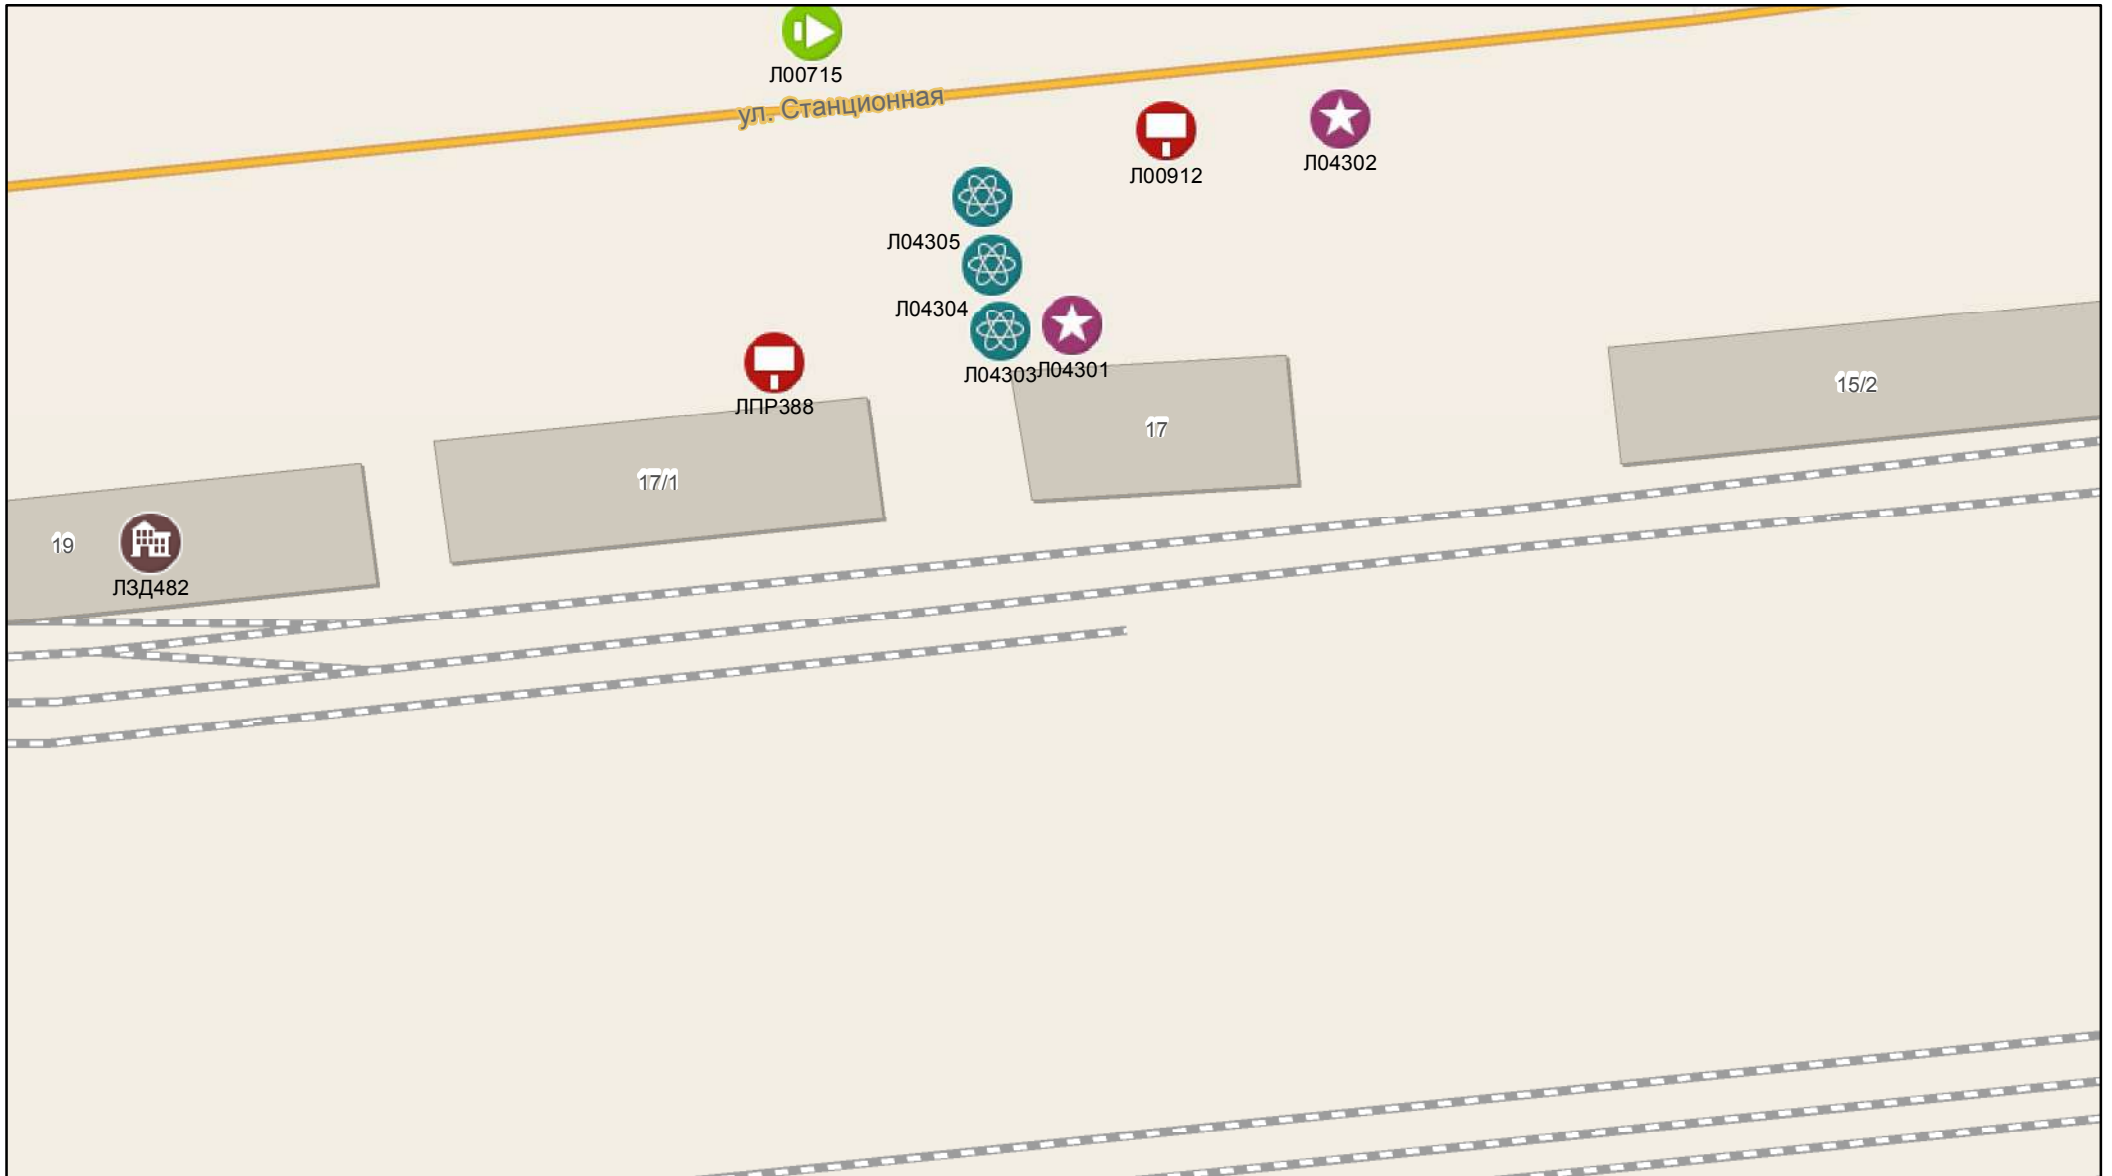 Л00715
ул. Станционная
Л00912
Л04302
Л04305
Л04304
Л04303
Л04301
ЛПР388
15/2
17
17/1
19
ЛЗД482